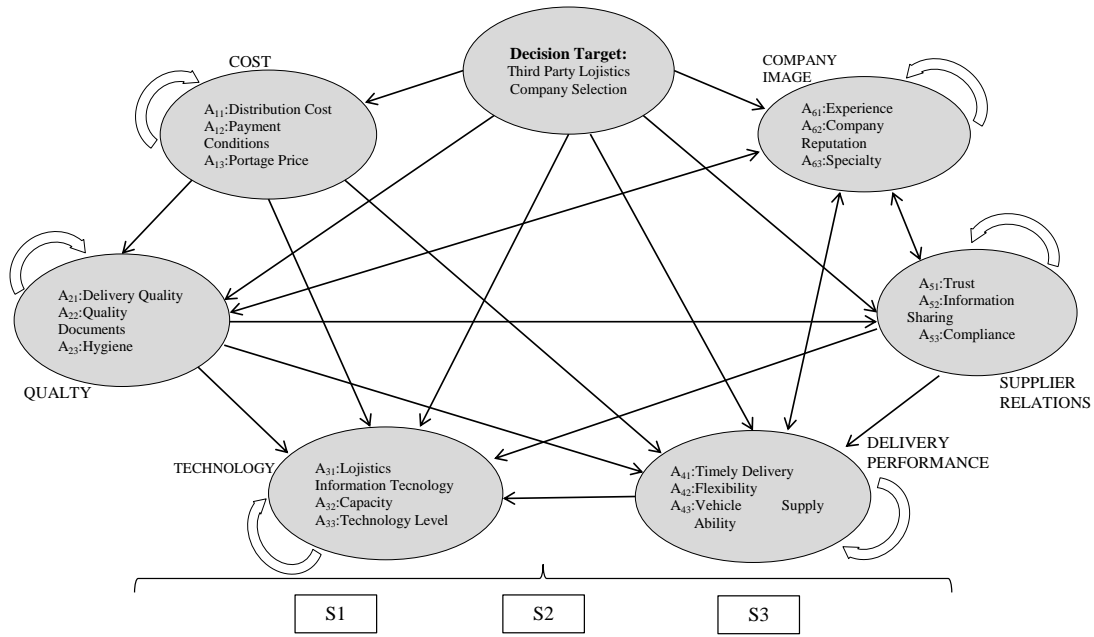 Decision Target:
Third Party Lojistics
Company Selection
COST
A11:Distribution Cost
A12:Payment
Conditions
A13:Portage Price
COMPANY
IMAGE
A61:Experience
A62:Company
Reputation
A63:Specialty
A21:Delivery Quality
A22:Quality
Documents
A23:Hygiene
QUALTY
A51:Trust
A52:Information
Sharing
A53:Compliance
SUPPLIER
RELATIONS
TECHNOLOGY
A31:Lojistics
Information Tecnology
A32:Capacity
A33:Technology Level
DELIVERY
PERFORMANCE
A41:Timely Delivery
A42:Flexibility
A43:Vehicle Supply
Ability
S1
S2
S3